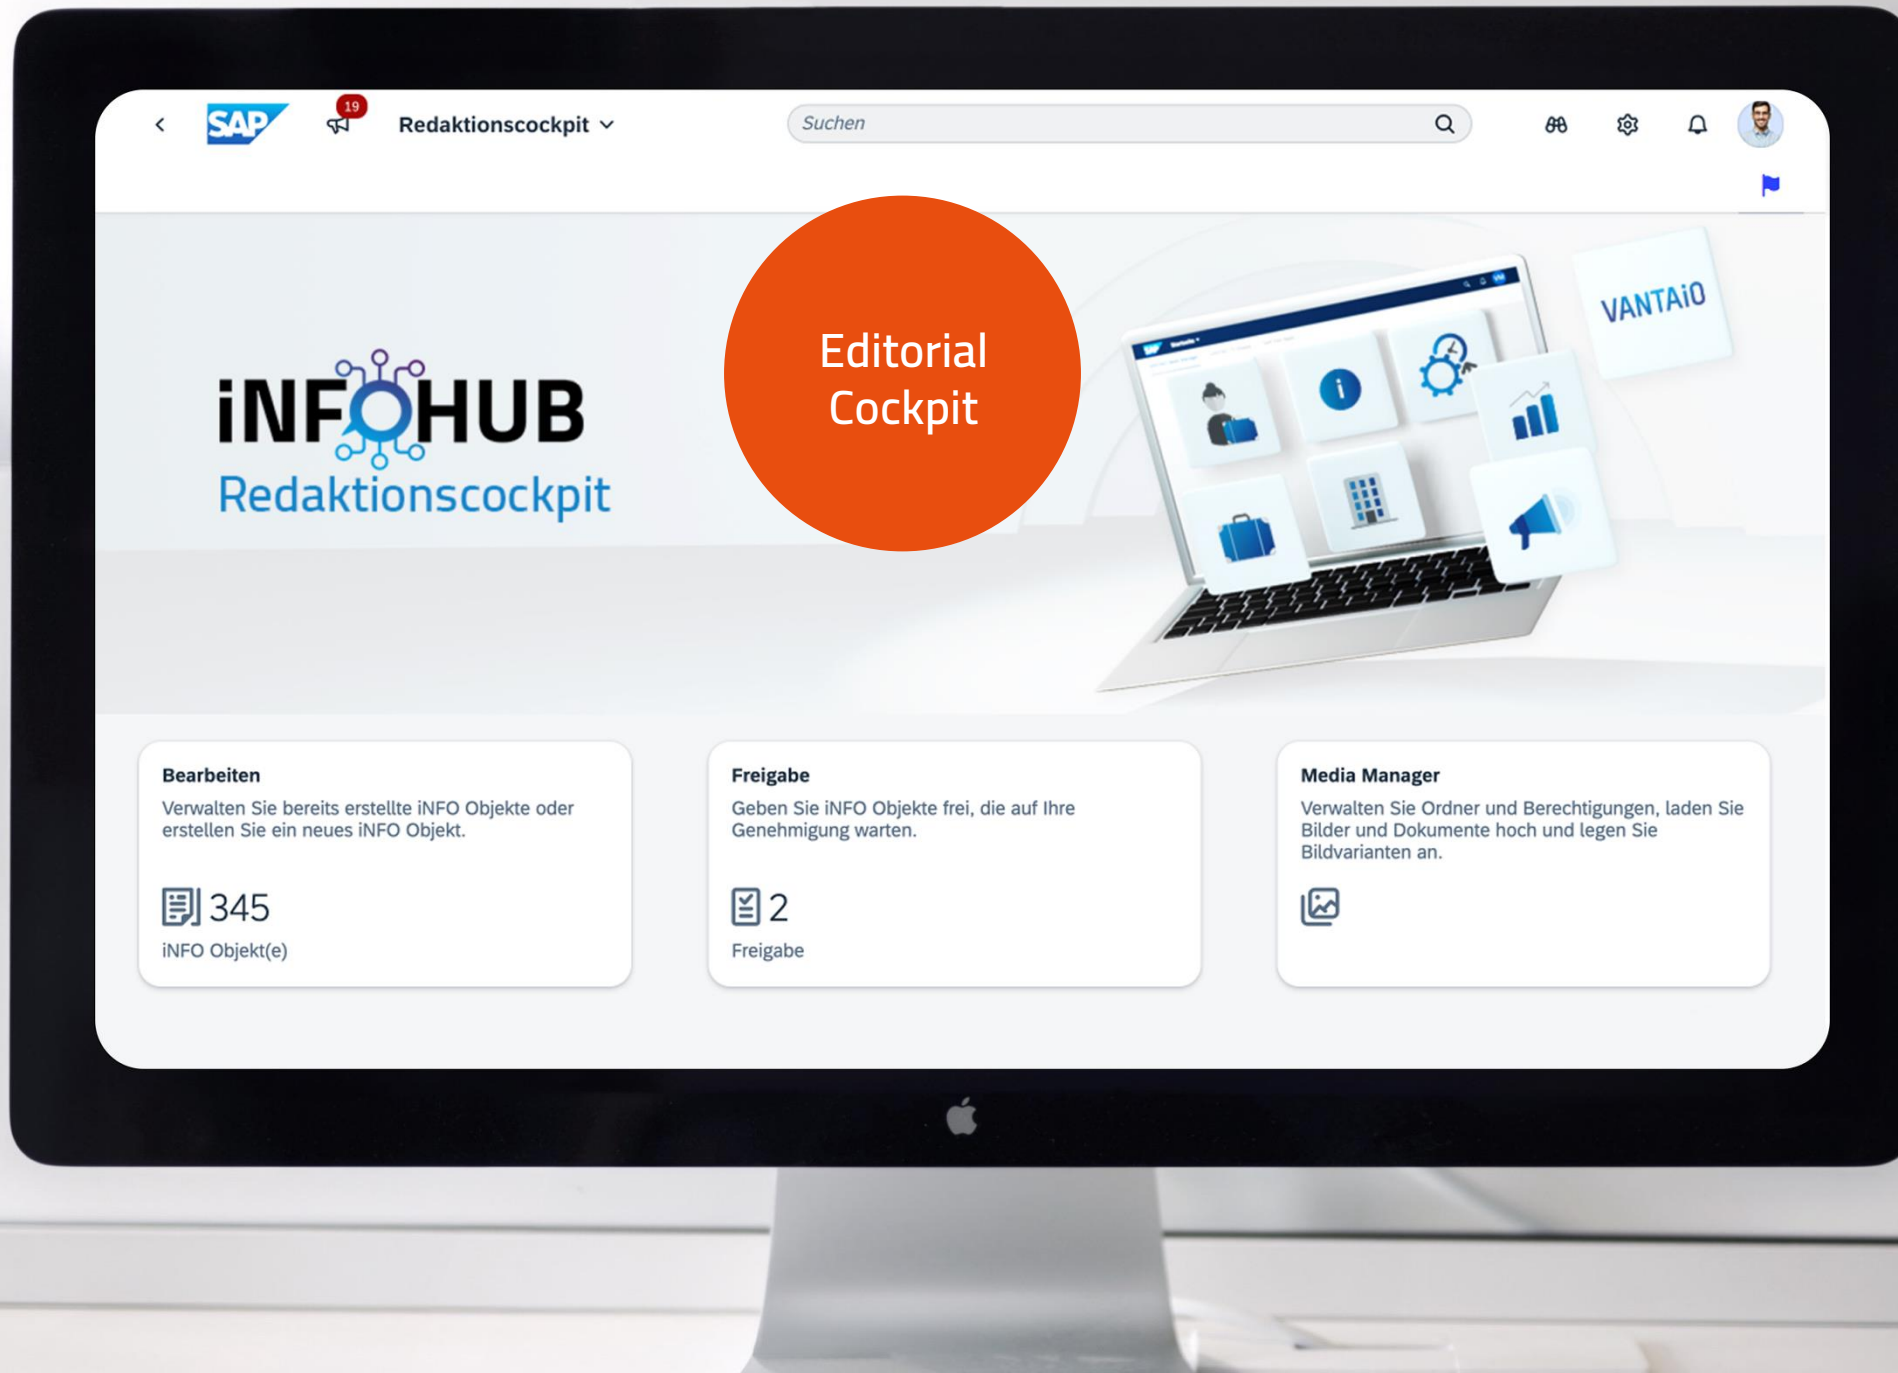 SAP
19
Redaktionscockpit
Suchen
iNFOHUB
Redaktionscockpit
Editorial
Cockpit
SAP
VANTAiO
Bearbeiten
Verwalten Sie bereits erstellte iNFO Objekte oder
erstellen Sie ein neues iNFO Objekt.
345
iNFO Objekt(e)
Freigabe
Geben Sie iNFO Objekte frei, die auf Ihre
Genehmigung warten.
2
Freigabe
Media Manager
Verwalten Sie Ordner und Berechtigungen, laden Sie
Bilder und Dokumente hoch und legen Sie
Bildvarianten an.